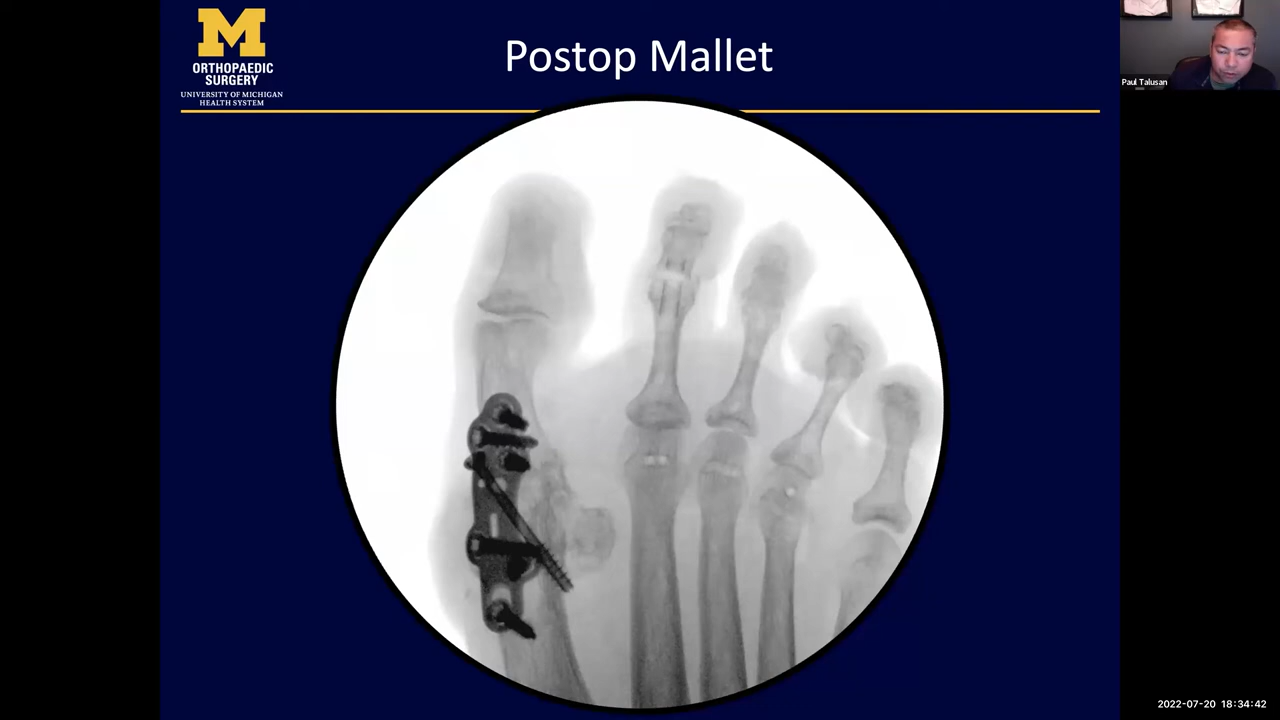 M
ORTHOPAEDIC
SURGERY
UNIVERSITY OF MICHIGAN
HEALTH SYSTEM
Postop Mallet
Paul Talusan
2022-07-20 18:34:42